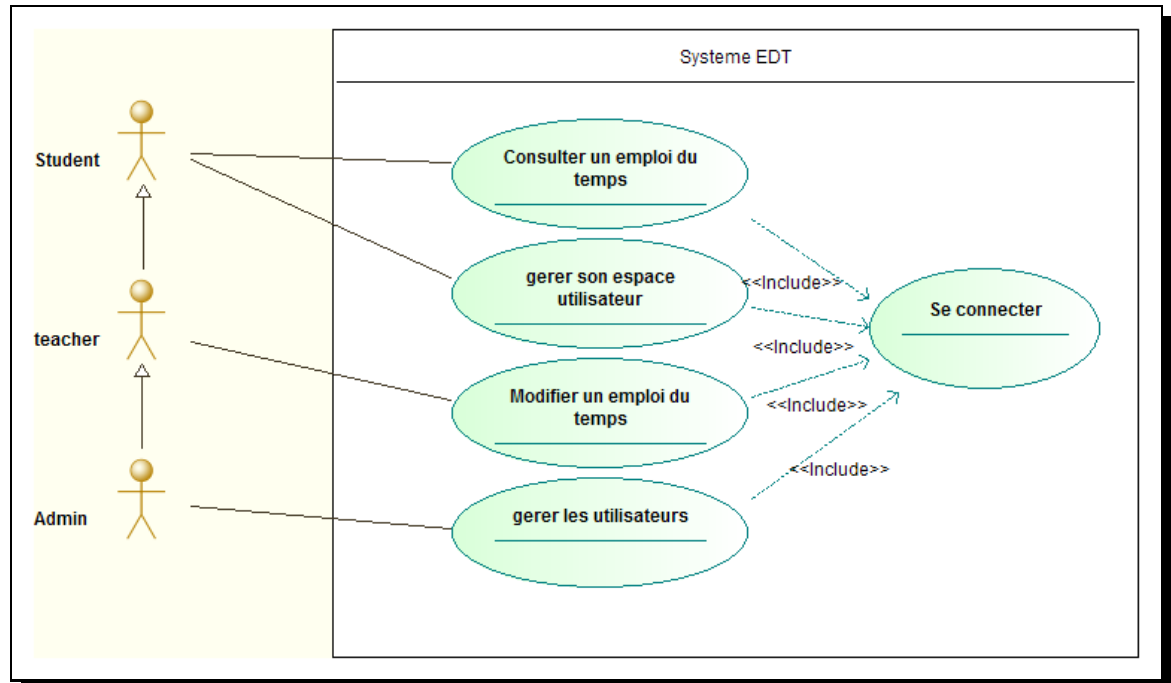 Systeme EDT
Student
Consulter un emploi du
temps
gerer son espace
utilisateur
<<Include>>
Se connecter
teacher
<<Include>>
Modifier un emploi du
temps
<<Include>>
<<Include>>
Admin
gerer les utilisateurs